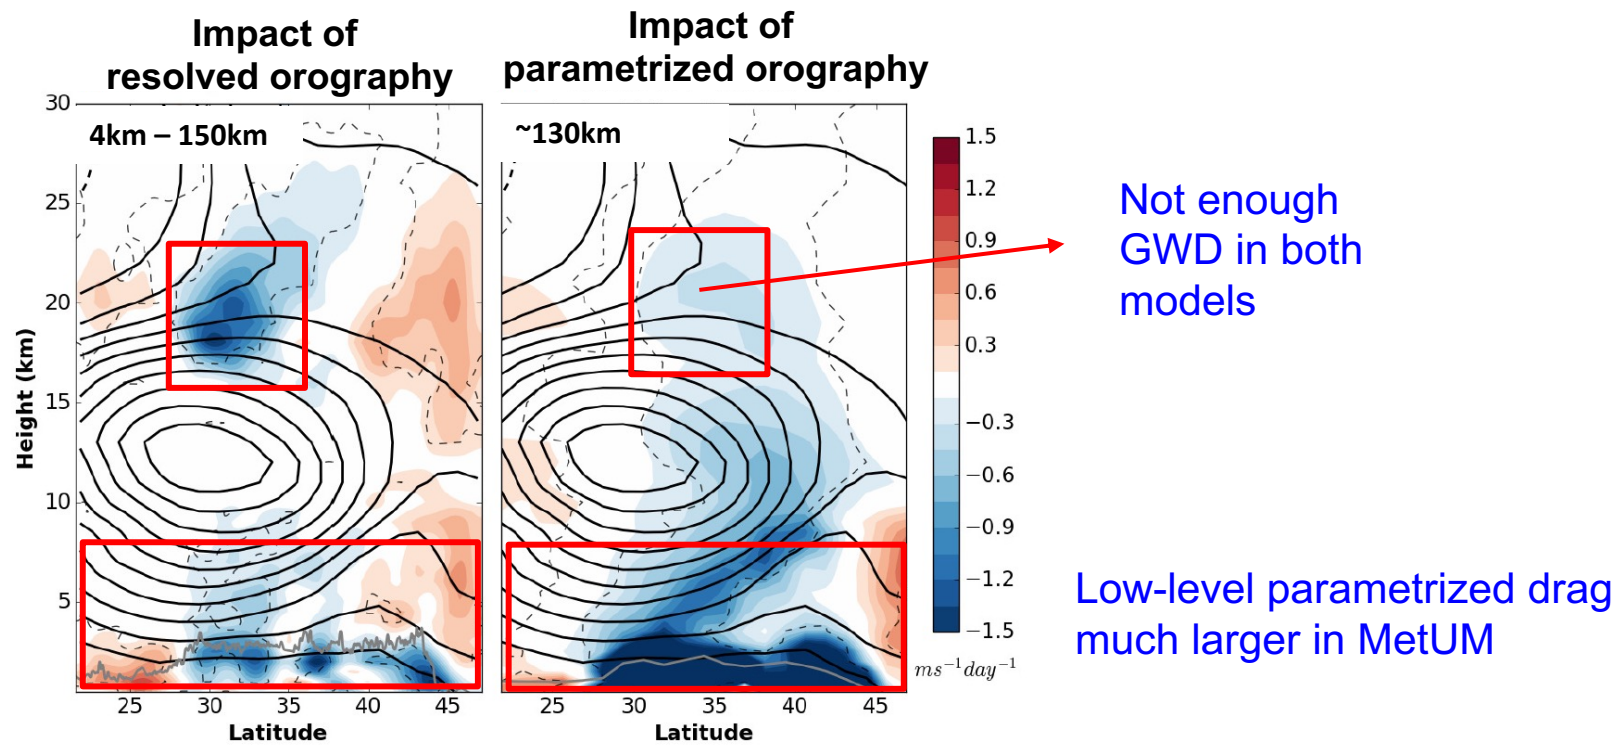 Impact of
resolved orography
Impact of
parametrized orography
4km – 150km
~130km
30
25
20
15
10
5
Height (km)
25
30
35
40
45
Latitude
25
30
35
40
45
Latitude
1.5
1.2
0.9
0.6
0.3
−0.3
−0.6
−0.9
−1.2
−1.5
ms⁻¹day⁻¹
Not enough
GWD in both
models
Low-level parametrized drag
much larger in MetUM